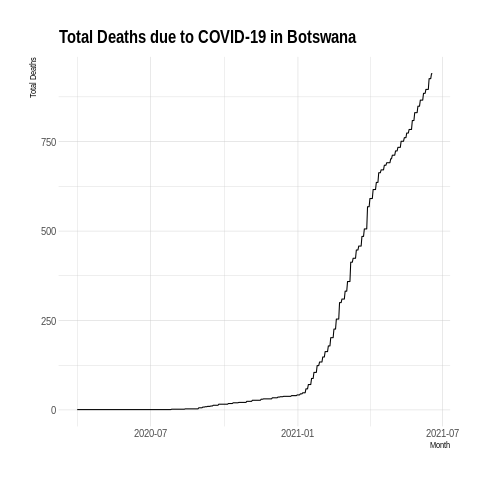 Total Deaths due to COVID-19 in Botswana
Total Deaths
750
500
250
0
2020-07
2021-01
2021-07
Month